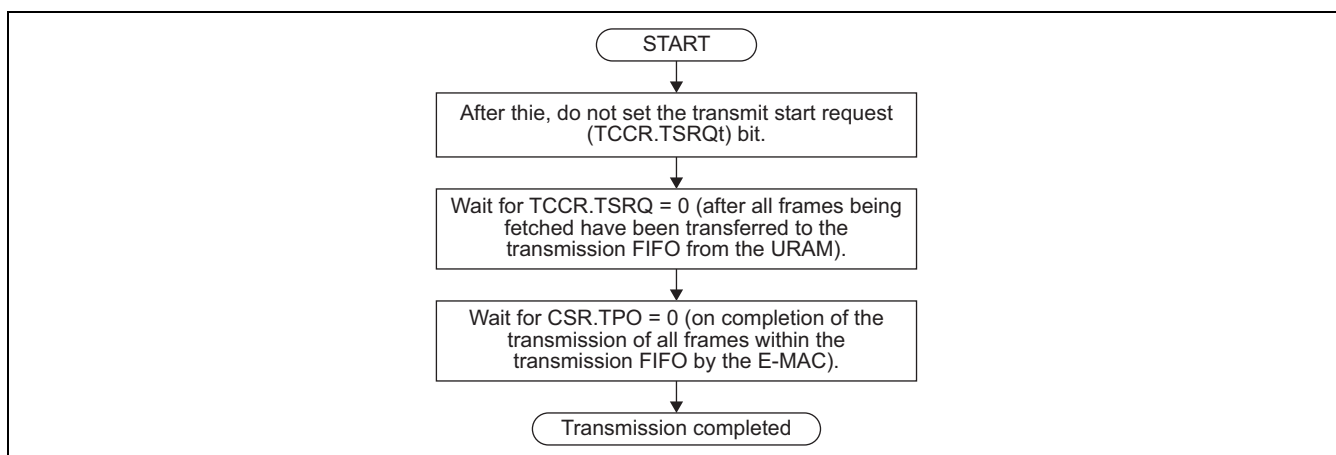 START
After thie, do not set the transmit start request
(TCCR.TSRQt) bit.
Wait for TCCR.TSRQ = 0 (after all frames being
fetched have been transferred to the
transmission FIFO from the URAM).
Wait for CSR.TPO = 0 (on completion of the
transmission of all frames within the
transmission FIFO by the E-MAC).
Transmission completed